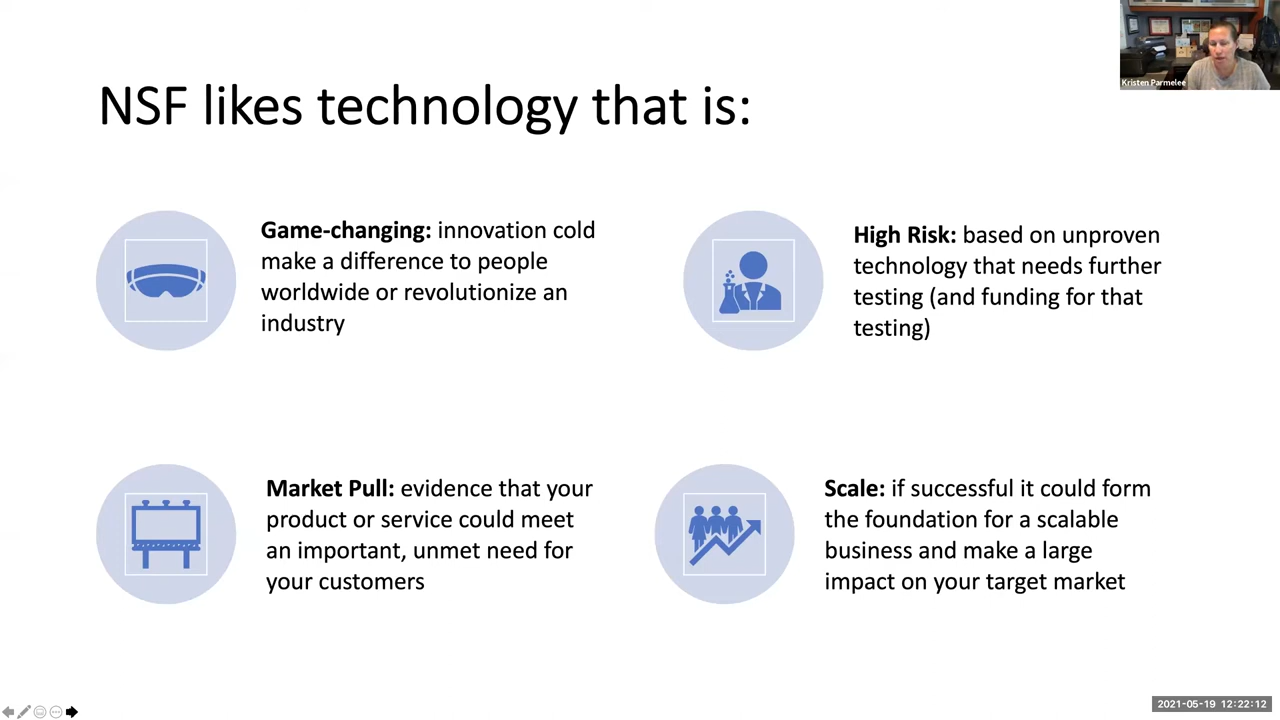 Kristen Parmelee
NSF likes technology that is:
Game-changing: innovation cold
make a difference to people
worldwide or revolutionize an
industry
High Risk: based on unproven
technology that needs further
testing (and funding for that
testing)
Market Pull: evidence that your
product or service could meet
an important, unmet need for
your customers
Scale: if successful it could form
the foundation for a scalable
business and make a large
impact on your target market
2021-05-19 12:22:12